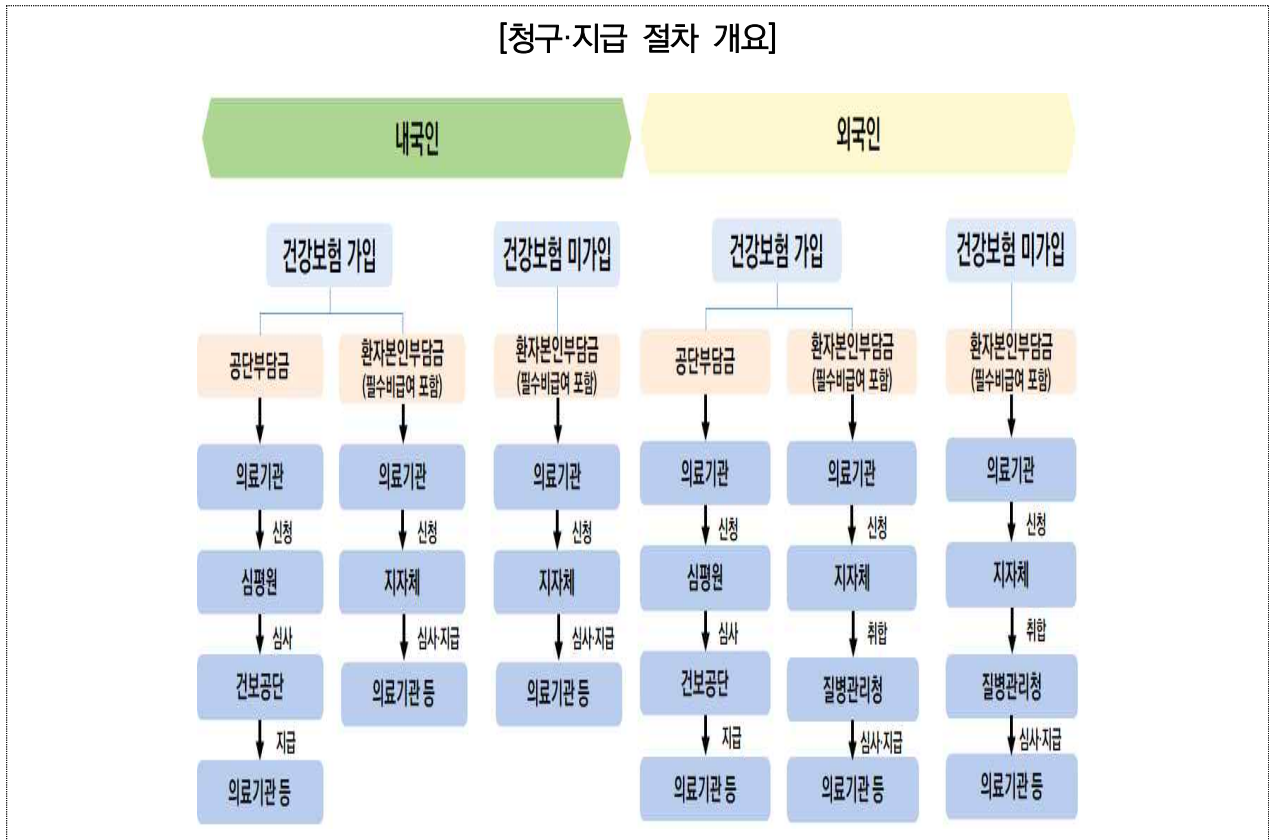 [청구·지급 절차 개요]
내국인
외국인
건강보험 가입
건강보험 미가입
건강보험 가입
건강보험 미가입
공단부담금
환자본인부담금
(필수비급여 포함)
환자본인부담금
(필수비급여 포함)
공단부담금
환자본인부담금
(필수비급여 포함)
환자본인부담금
(필수비급여 포함)
의료기관
의료기관
의료기관
의료기관
의료기관
의료기관
신청
신청
신청
신청
신청
신청
심평원
지자체
지자체
심평원
지자체
지자체
심사
심사·지급
심사·지급
심사
취합
취합
건보공단
의료기관 등
의료기관 등
건보공단
질병관리청
질병관리청
지급
지급
심사·지급
심사·지급
의료기관 등
의료기관 등
의료기관 등
의료기관 등